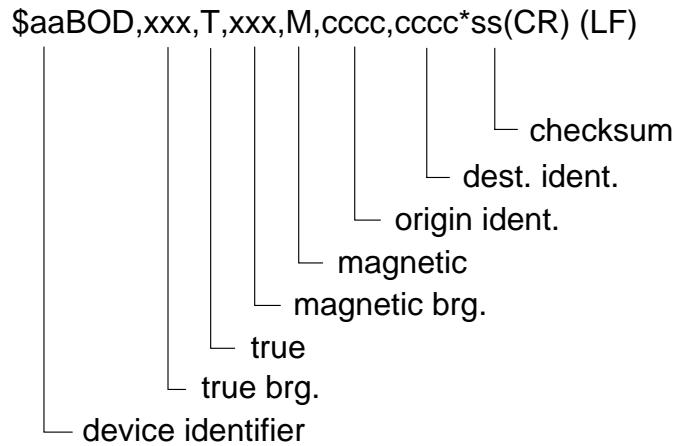 $aaBOD,xxx,T,xxx,M,cccc,cccc*ss(CR) (LF)
checksum
dest. ident.
origin ident.
magnetic
magnetic brg.
true
true brg.
device identifier